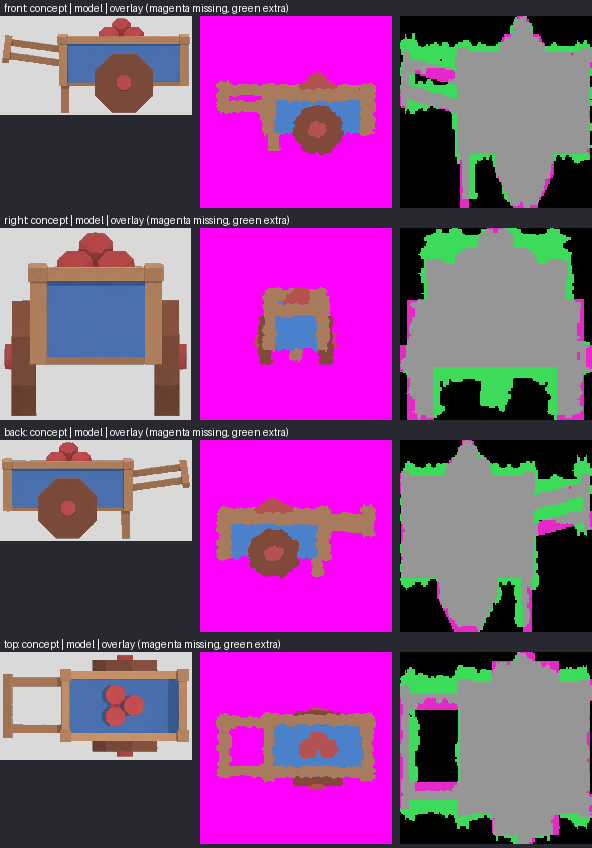 front: concept | model | overlay (magenta missing, green extra)
right: concept | model | overlay (magenta missing, green extra)
back: concept | model | overlay (magenta missing, green extra)
top: concept | model | overlay (magenta missing, green extra)